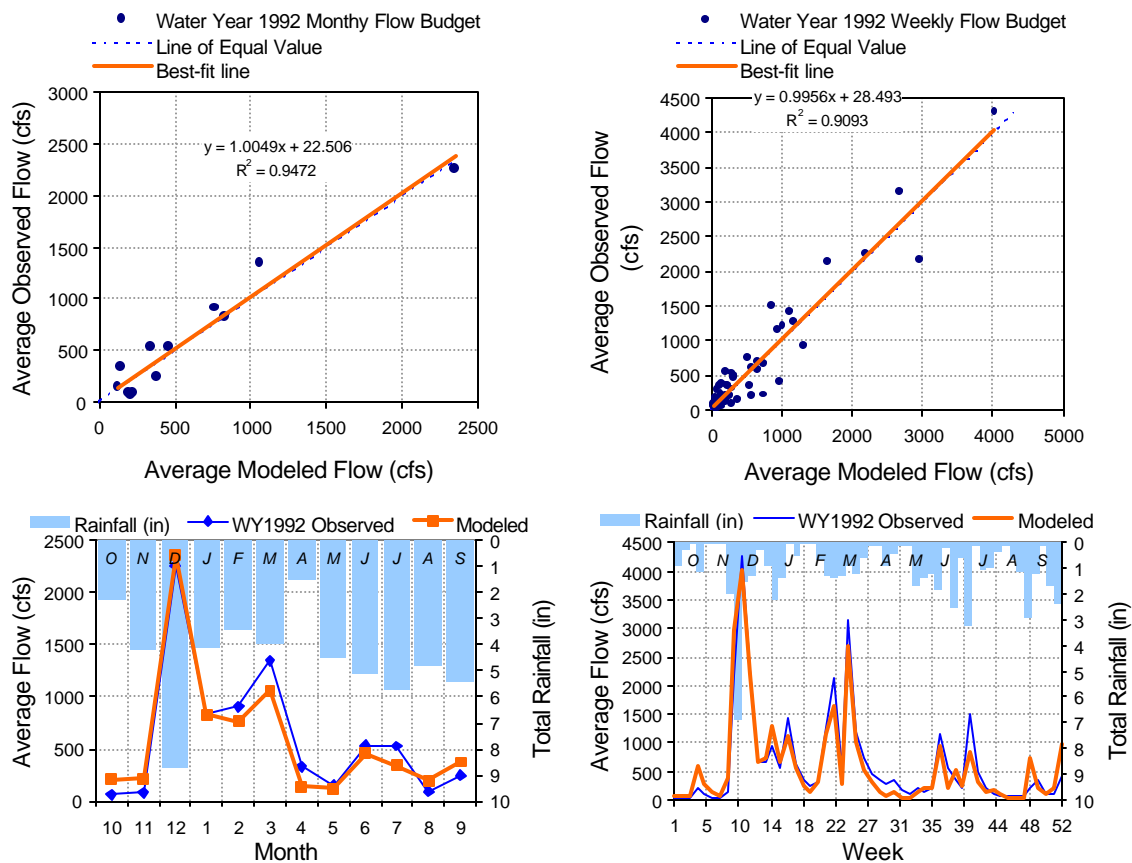 Water Year 1992 Monthy Flow Budget
Line of Equal Value
Best-fit line
3000
2500
2000
1500
1000
500
0
y = 1.0049x + 22.506
R2 = 0.9472
0 500 1000 1500 2000 2500
Average Observed Flow (cfs)
Average Modeled Flow (cfs)
Water Year 1992 Weekly Flow Budget
Line of Equal Value
Best-fit line
4500
4000
3500
3000
2500
2000
1500
1000
500
0
y = 0.9956x + 28.493
R2 = 0.9093
0 1000 2000 3000 4000 5000
Average Observed Flow
(cfs)
Average Modeled Flow (cfs)
Rainfall (in) WY1992 Observed Modeled
2500
2000
1500
1000
500
0
O N D J F M A M J J A S
0
1
2
3
4
5
6
7
8
9
10
10 11 12 1 2 3 4 5 6 7 8 9
Average Flow (cfs)
Total Rainfall (in)
Month
Rainfall (in) WY1992 Observed Modeled
4500
4000
3500
3000
2500
2000
1500
1000
500
0
O N D J F M A M J J A S
0
1
2
3
4
5
6
7
8
9
10
1 5 10 14 18 22 27 31 35 39 44 48 52
Average Flow (cfs)
Total Rainfall (in)
Week